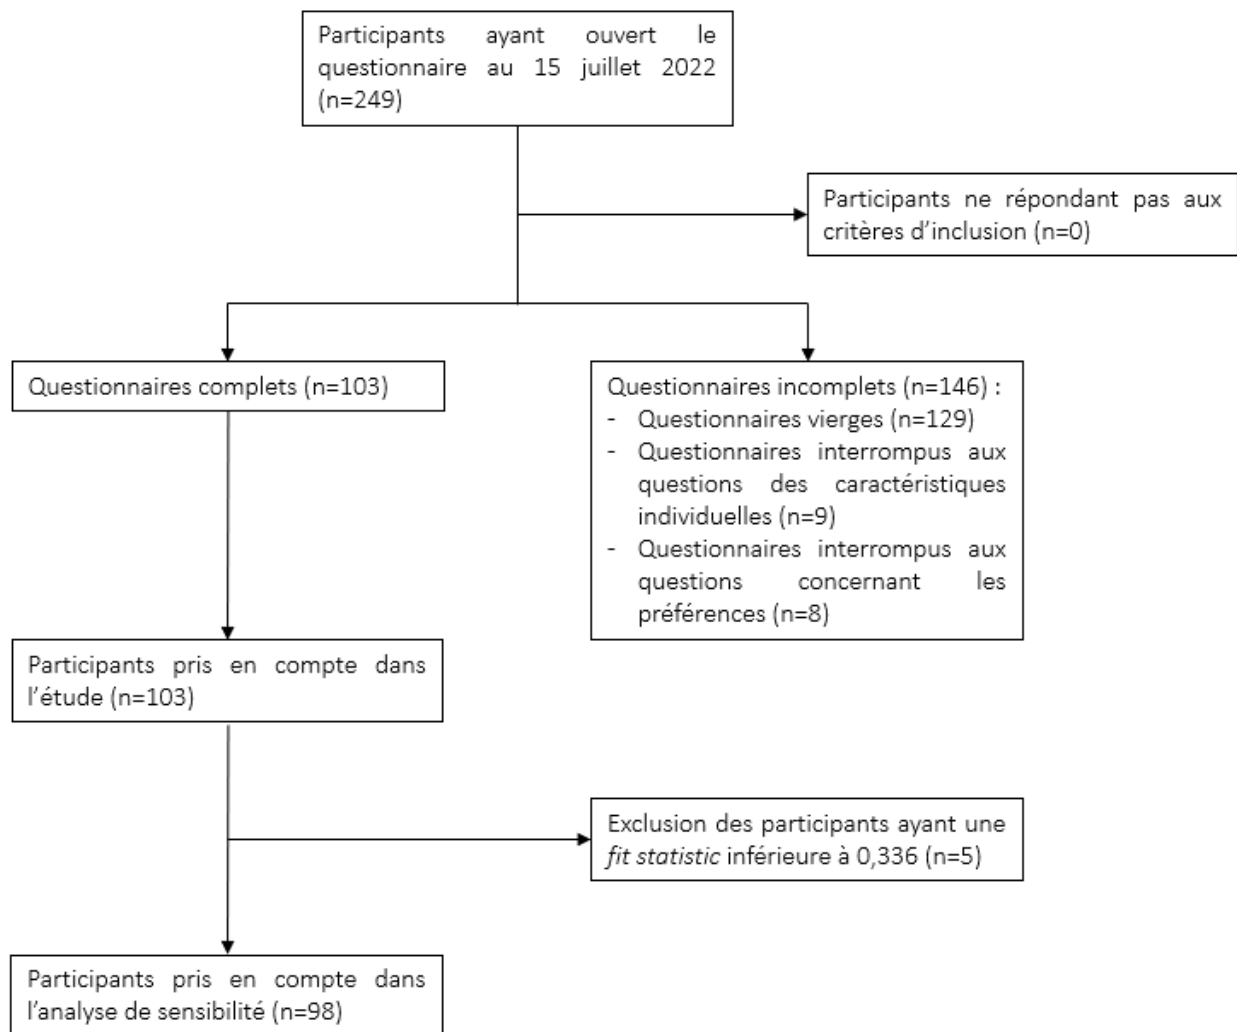 Participants ayant ouvert le
questionnaire au 15 juillet 2022
(n=249)
Participants ne répondant pas aux
critères d’inclusion (n=0)
Questionnaires complets (n=103)
Questionnaires incomplets (n=146) :
- Questionnaires vierges (n=129)
- Questionnaires interrompus aux
questions des caractéristiques
individuelles (n=9)
- Questionnaires interrompus aux
questions concernant les
préférences (n=8)
Participants pris en compte dans
l’étude (n=103)
Exclusion des participants ayant une
fit statistic inférieure à 0,336 (n=5)
Participants pris en compte dans
l’analyse de sensibilité (n=98)